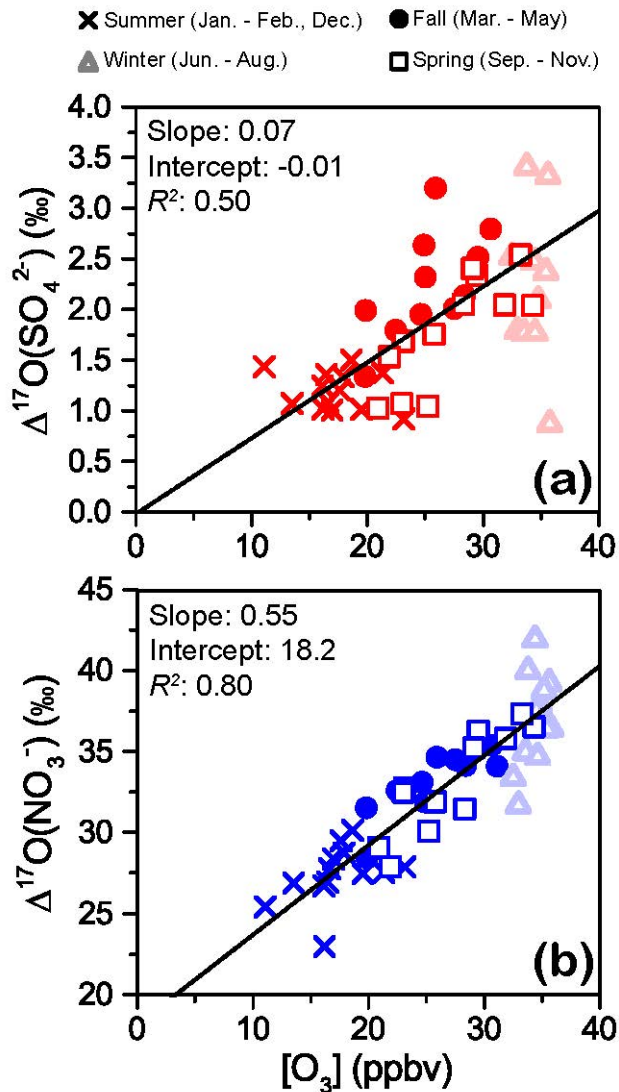 Summer (Jan. - Feb., Dec.) Fall (Mar. - May)
Winter (Jun. - Aug.) Spring (Sep. - Nov.)
4.0
3.5
3.0
2.5
2.0
1.5
1.0
0.5
0.0
Δ¹⁷O(SO₄²⁻) (‰)
Slope: 0.07
Intercept: -0.01
R²: 0.50
(a)
0 10 20 30 40
45
40
35
30
25
20
Δ¹⁷O(NO₃⁻) (‰)
Slope: 0.55
Intercept: 18.2
R²: 0.80
(b)
0 10 20 30 40
[O₃] (ppbv)